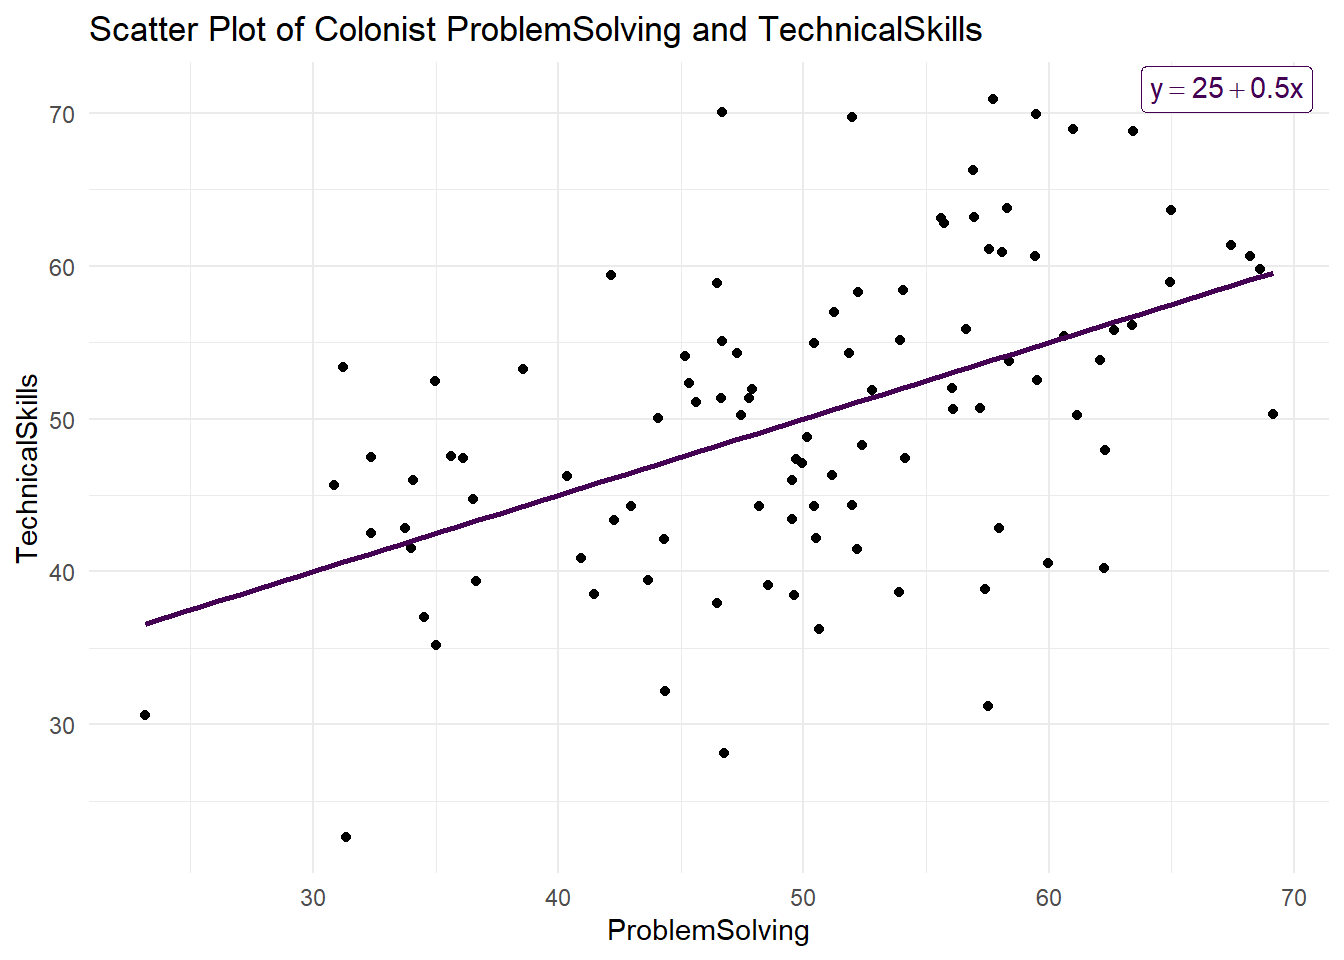 Scatter Plot of Colonist ProblemSolving and TechnicalSkills
y = 25 + 0.5x
70
60
50
40
30
TechnicalSkills
30 40 50 60 70
ProblemSolving